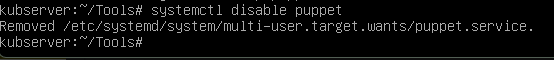 kubserver:~/Tools# systemctl disable puppet
Removed /etc/systemd/system/multi-user.target.wants/puppet.service.
kubserver:~/Tools#